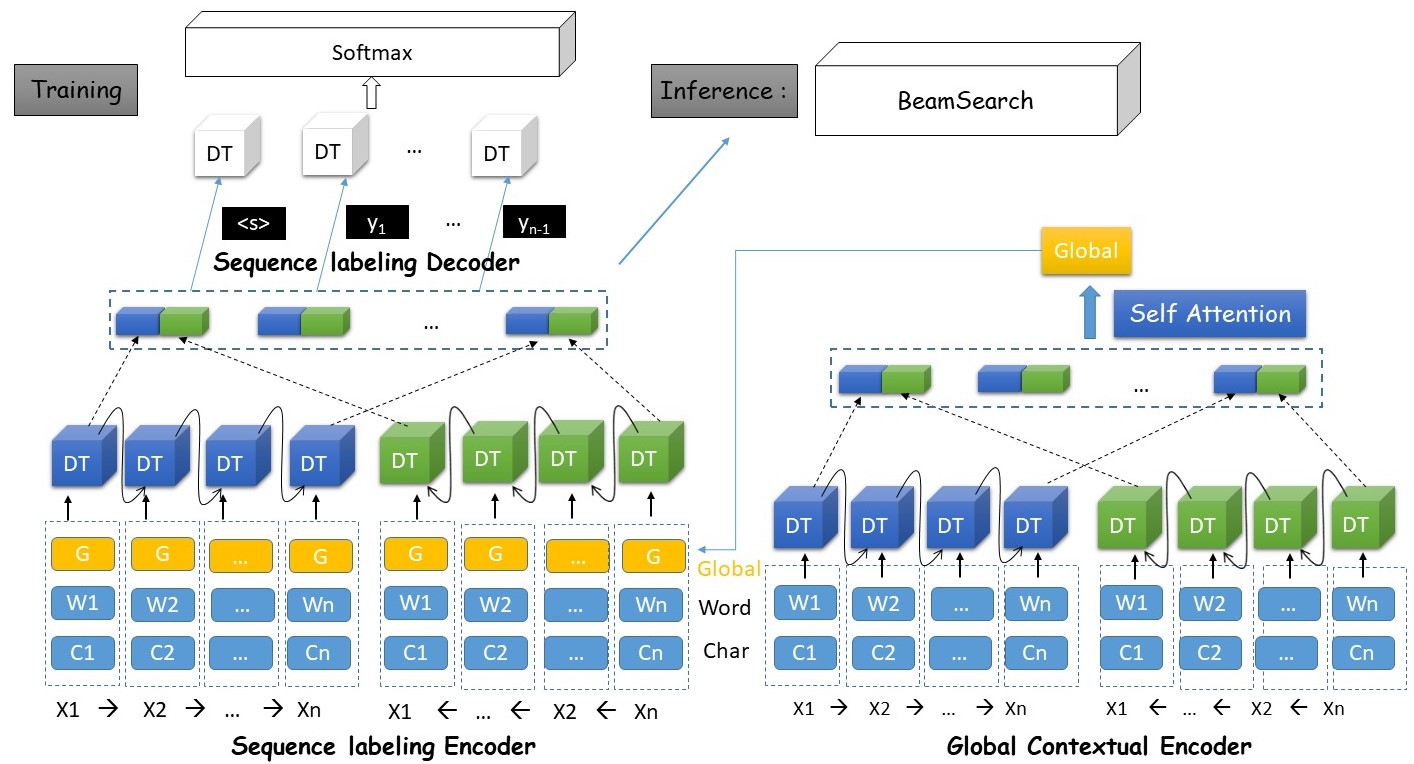 Softmax
Training
Inference :
BeamSearch
DT DT ... DT
<s> y1 ... yn-1
Sequence labeling Decoder
Global
Self Attention
...
...
DT DT DT DT DT DT DT DT
DT DT DT DT DT DT DT DT
G G ... G G G ... G
Global
W1 W2 ... Wn W1 W2 ... Wn
Word
W1 W2 ... Wn W1 W2 ... Wn
C1 C2 ... Cn C1 C2 ... Cn
Char
C1 C2 ... Cn C1 C2 ... Cn
X1 → X2 → ... → Xn X1 ← ... ← X2 ← Xn
X1 → X2 → ... → Xn X1 ← ... ← X2 ← Xn
Sequence labeling Encoder
Global Contextual Encoder